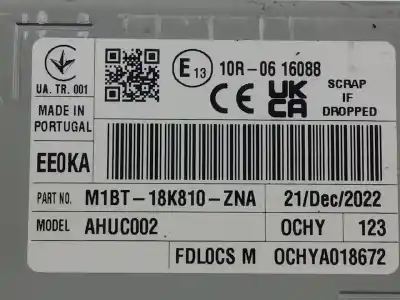 E 13
10R-06 16088
UA. TR. 001
CE UK CA
SCRAP
IF
DROPPED
MADE IN
PORTUGAL
EE0KA
PART NO. M1BT-18K810-ZNA 21/Dec/2022
MODEL AHUC002 OCHY 123
FDLOCS M OCHYA018672